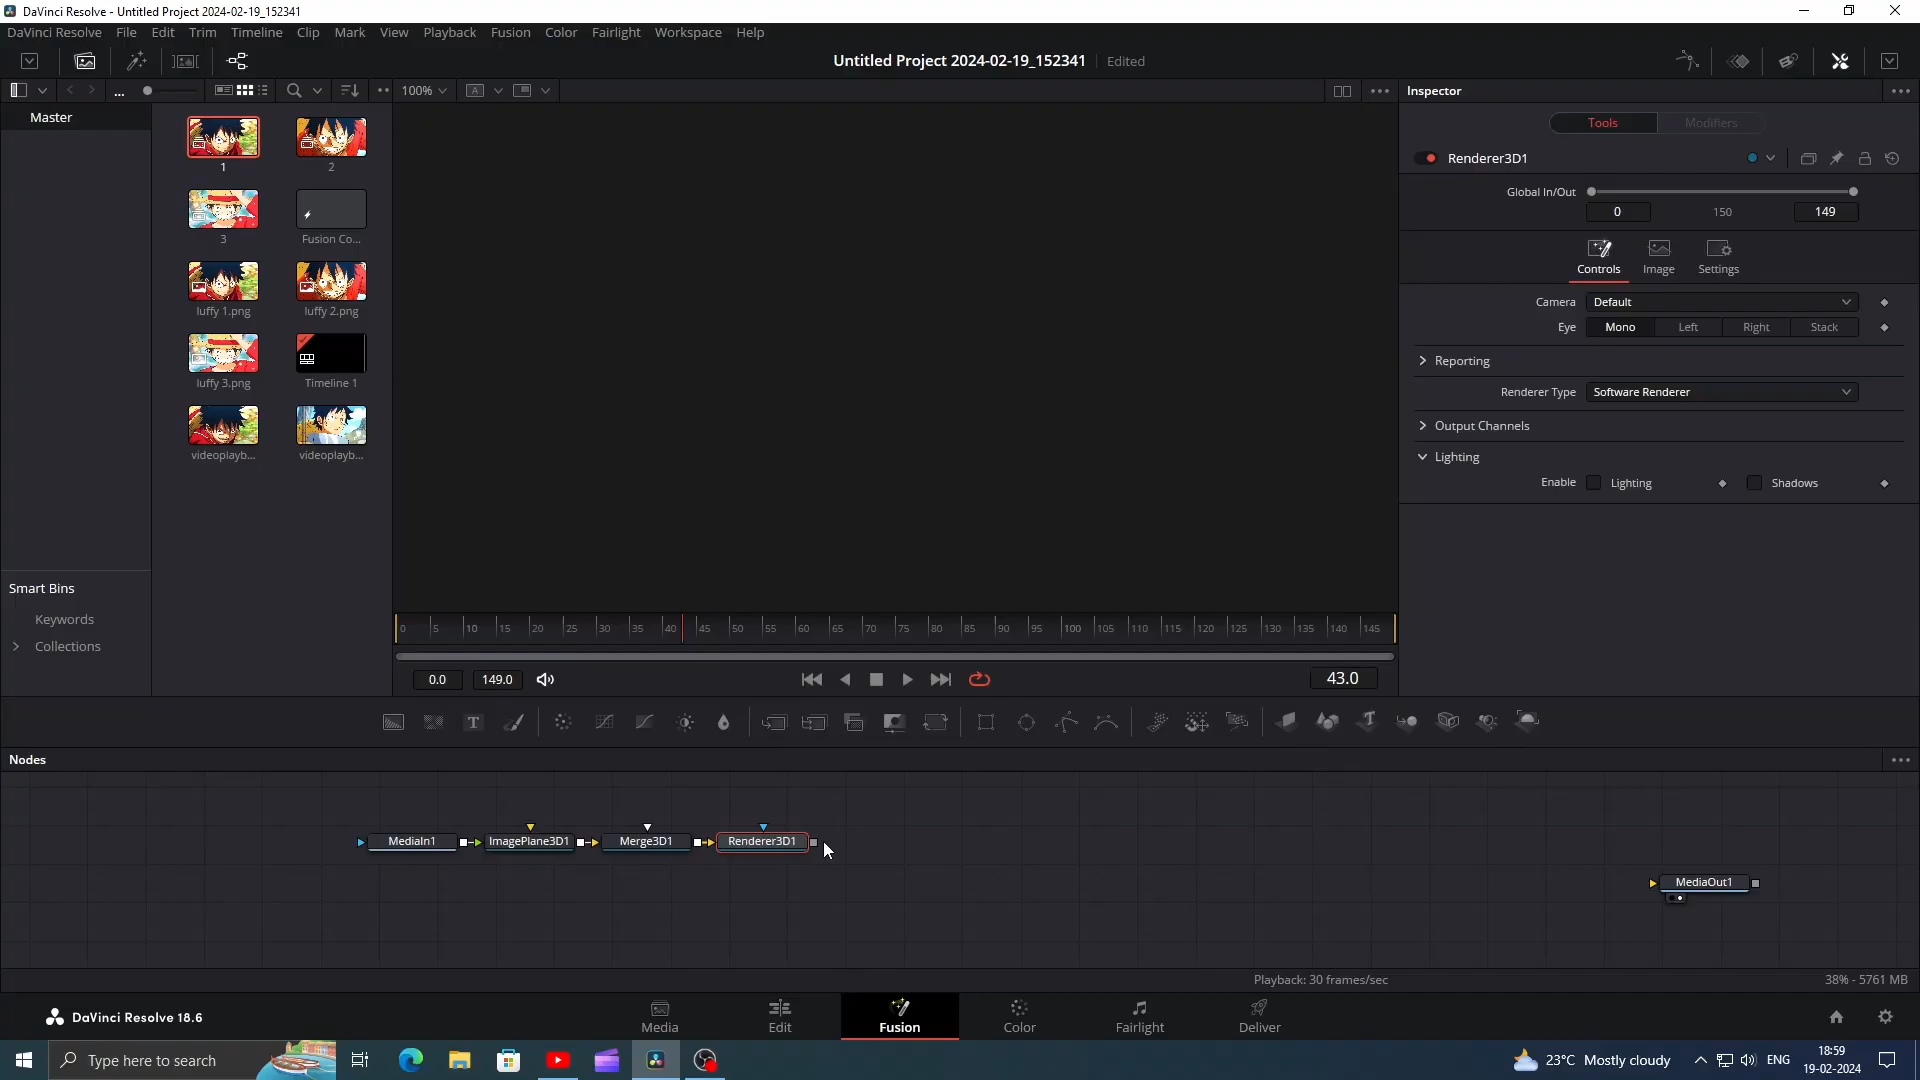 DaVinci Resolve - Untitled Project 2024-02-19_152341
DaVinci Resolve File Edit Trim Timeline Clip Mark View Playback Fusion Color Fairlight Workspace Help
Untitled Project 2024-02-19_152341 Edited
... 100% A Inspector
Master
Tools Modifiers
1 2
Renderer3D1
Global In/Out
0 150 149
3 Fusion Co...
Controls Image Settings
Camera Default
luffy 1.png luffy 2.png
Eye Mono Left Right Stack
Reporting
luffy 3.png Timeline 1
Renderer Type Software Renderer
Output Channels
videoplayb... videoplayb...
Lighting
Enable Lighting Shadows
Smart Bins
Keywords
Collections
0 5 10 15 20 25 30 35 40 45 50 55 60 65 70 75 80 85 90 95 100 105 110 115 120 125 130 135 140 145
0.0 149.0 43.0
T T
Nodes
MediaIn1 ImagePlane3D1 Merge3D1 Renderer3D1
MediaOut1
Playback: 30 frames/sec 38% - 5761 MB
DaVinci Resolve 18.6
Media Edit Fusion Color Fairlight Deliver
Type here to search
23°C Mostly cloudy ENG
18:59
19-02-2024